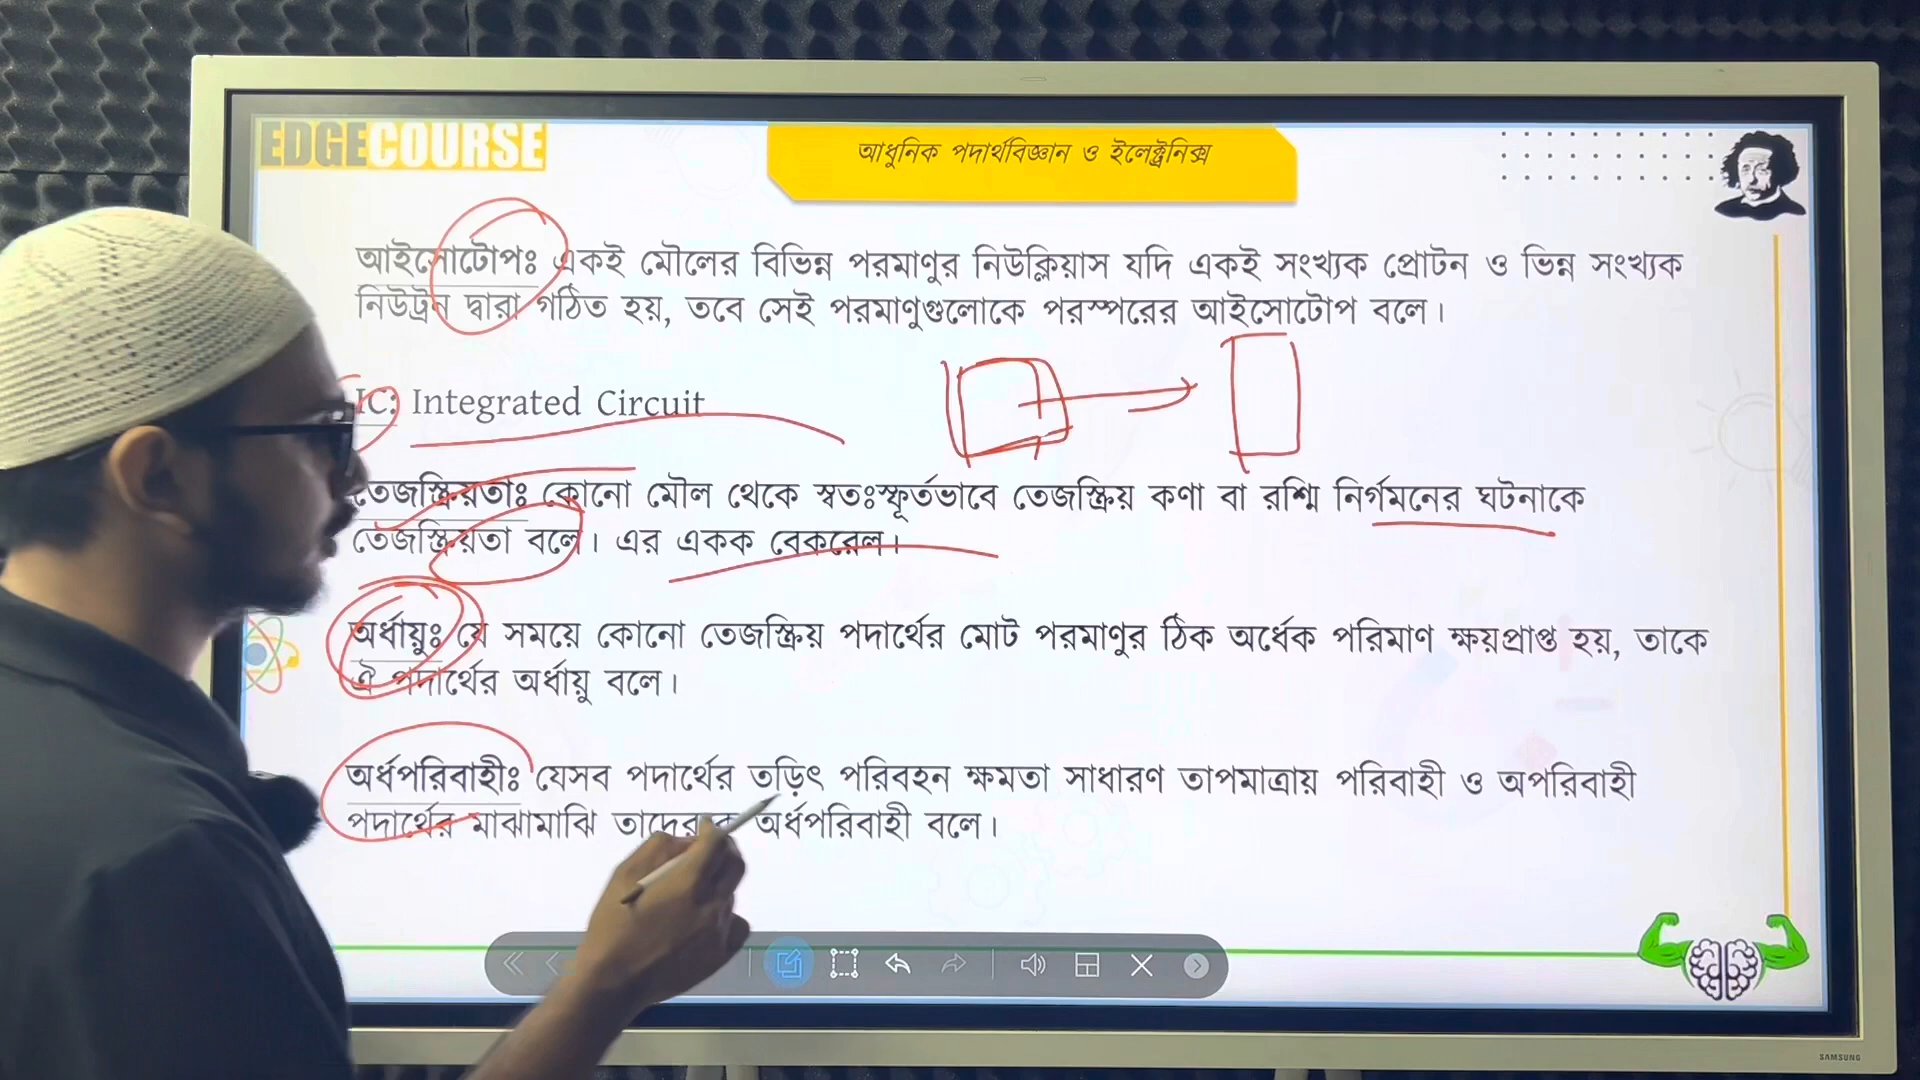 EDGECOURSE
আধুনিক পদার্থবিজ্ঞান ও ইলেক্ট্রনিক্স
আইসোটোপঃ একই মৌলের বিভিন্ন পরমাণুর নিউক্লিয়াস যদি একই সংখ্যক প্রোটন ও ভিন্ন সংখ্যক
নিউট্রন দ্বারা গঠিত হয়, তবে সেই পরমাণুগুলোকে পরস্পরের আইসোটোপ বলে।
IC: Integrated Circuit
তেজস্ক্রিয়তাঃ কোনো মৌল থেকে স্বতঃস্ফূর্তভাবে তেজস্ক্রিয় কণা বা রশ্মি নির্গমনের ঘটনাকে
তেজস্ক্রিয়তা বলে। এর একক বেকরেল।
অর্ধায়ুঃ যে সময়ে কোনো তেজস্ক্রিয় পদার্থের মোট পরমাণুর ঠিক অর্ধেক পরিমাণ ক্ষয়প্রাপ্ত হয়, তাকে
ঐ পদার্থের অর্ধায়ু বলে।
অর্ধপরিবাহীঃ যেসব পদার্থের তড়িৎ পরিবহন ক্ষমতা সাধারণ তাপমাত্রায় পরিবাহী ও অপরিবাহী
পদার্থের মাঝামাঝি তাদেরকে অর্ধপরিবাহী বলে।
SAMSUNG